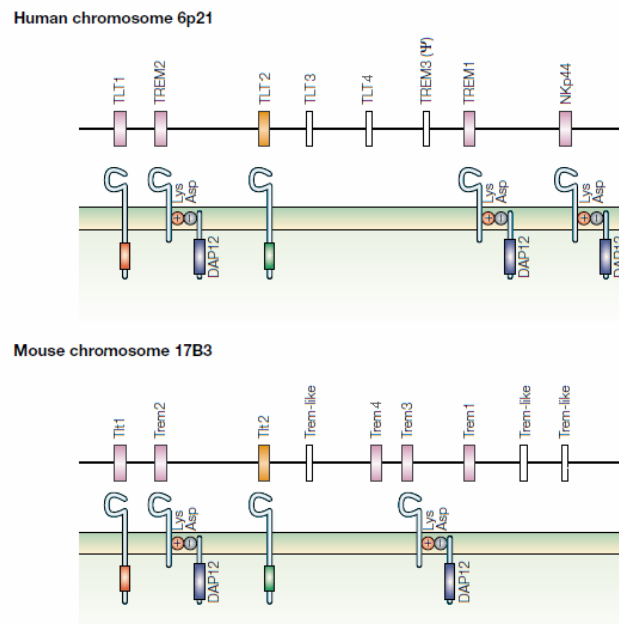 Human chromosome 6p21
TLT1
TREM2
TLT2
TLT3
TLT4
TREM3 (Ψ)
TREM1
NKp44
Lys
Asp
+
−
DAP12
Lys
Asp
+
−
DAP12
Lys
Asp
+
−
DAP12
Mouse chromosome 17B3
Tlt1
Trem2
Tlt2
Trem-like
Trem4
Trem3
Trem1
Trem-like
Trem-like
Lys
Asp
+
−
DAP12
Lys
Asp
+
−
DAP12